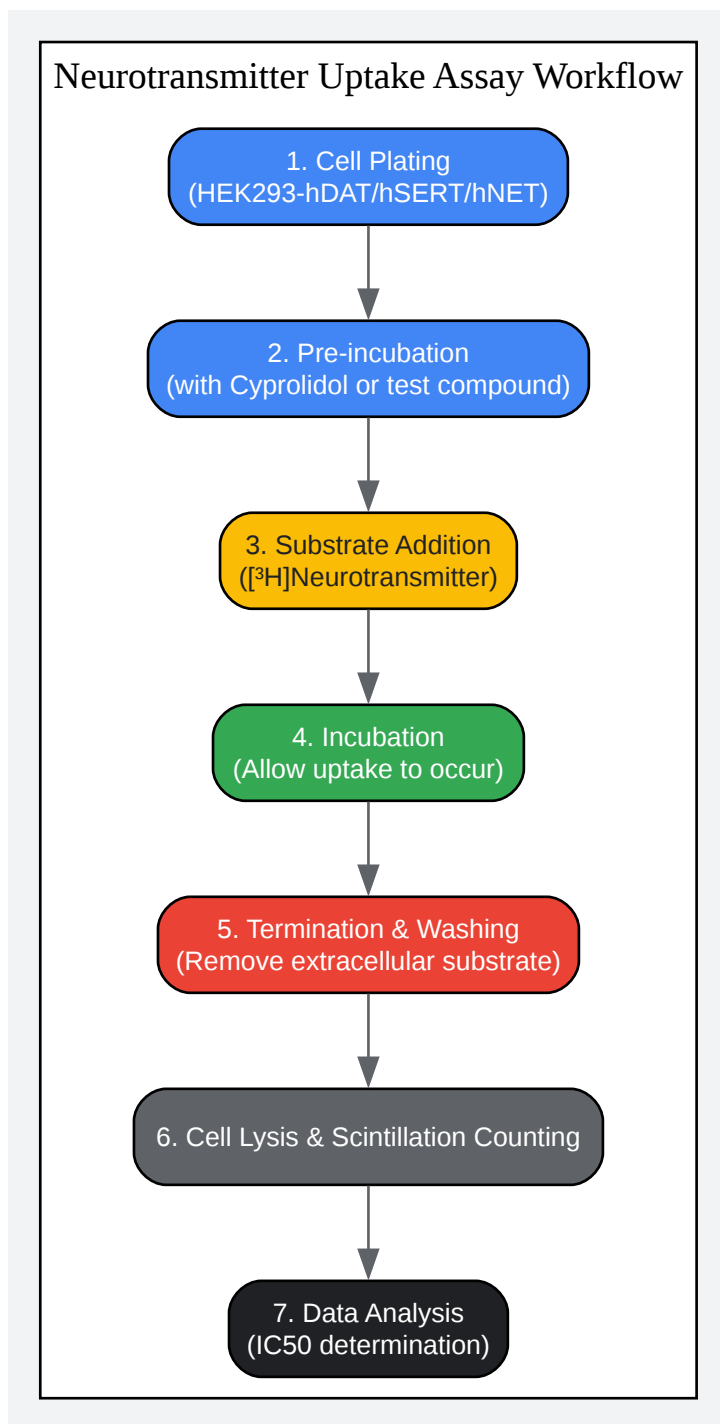 Neurotransmitter Uptake Assay Workflow
1. Cell Plating
(HEK293-hDAT/hSERT/hNET)
2. Pre-incubation
(with Cyprolidol or test compound)
3. Substrate Addition
([³H]Neurotransmitter)
4. Incubation
(Allow uptake to occur)
5. Termination & Washing
(Remove extracellular substrate)
6. Cell Lysis & Scintillation Counting
7. Data Analysis
(IC50 determination)